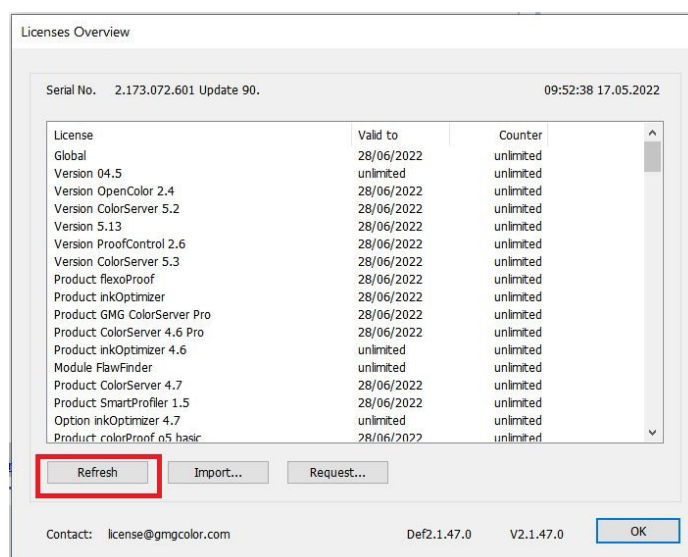 Licenses Overview
Serial No. 2.173.072.601 Update 90. 09:52:38 17.05.2022
License Valid to Counter
Global 28/06/2022 unlimited
Version 04.5 unlimited unlimited
Version OpenColor 2.4 28/06/2022 unlimited
Version ColorServer 5.2 28/06/2022 unlimited
Version 5.13 28/06/2022 unlimited
Version ProofControl 2.6 28/06/2022 unlimited
Version ColorServer 5.3 28/06/2022 unlimited
Product flexoProof 28/06/2022 unlimited
Product inkOptimizer 28/06/2022 unlimited
Product GMG ColorServer Pro 28/06/2022 unlimited
Product ColorServer 4.6 Pro 28/06/2022 unlimited
Product inkOptimizer 4.6 unlimited unlimited
Module FlawFinder unlimited unlimited
Product ColorServer 4.7 28/06/2022 unlimited
Product SmartProfiler 1.5 28/06/2022 unlimited
Option inkOptimizer 4.7 unlimited unlimited
Product colorProof o5 basic 28/06/2022 unlimited
Refresh Import... Request...
Contact: license@gmgcolor.com Def2.1.47.0 V2.1.47.0 OK